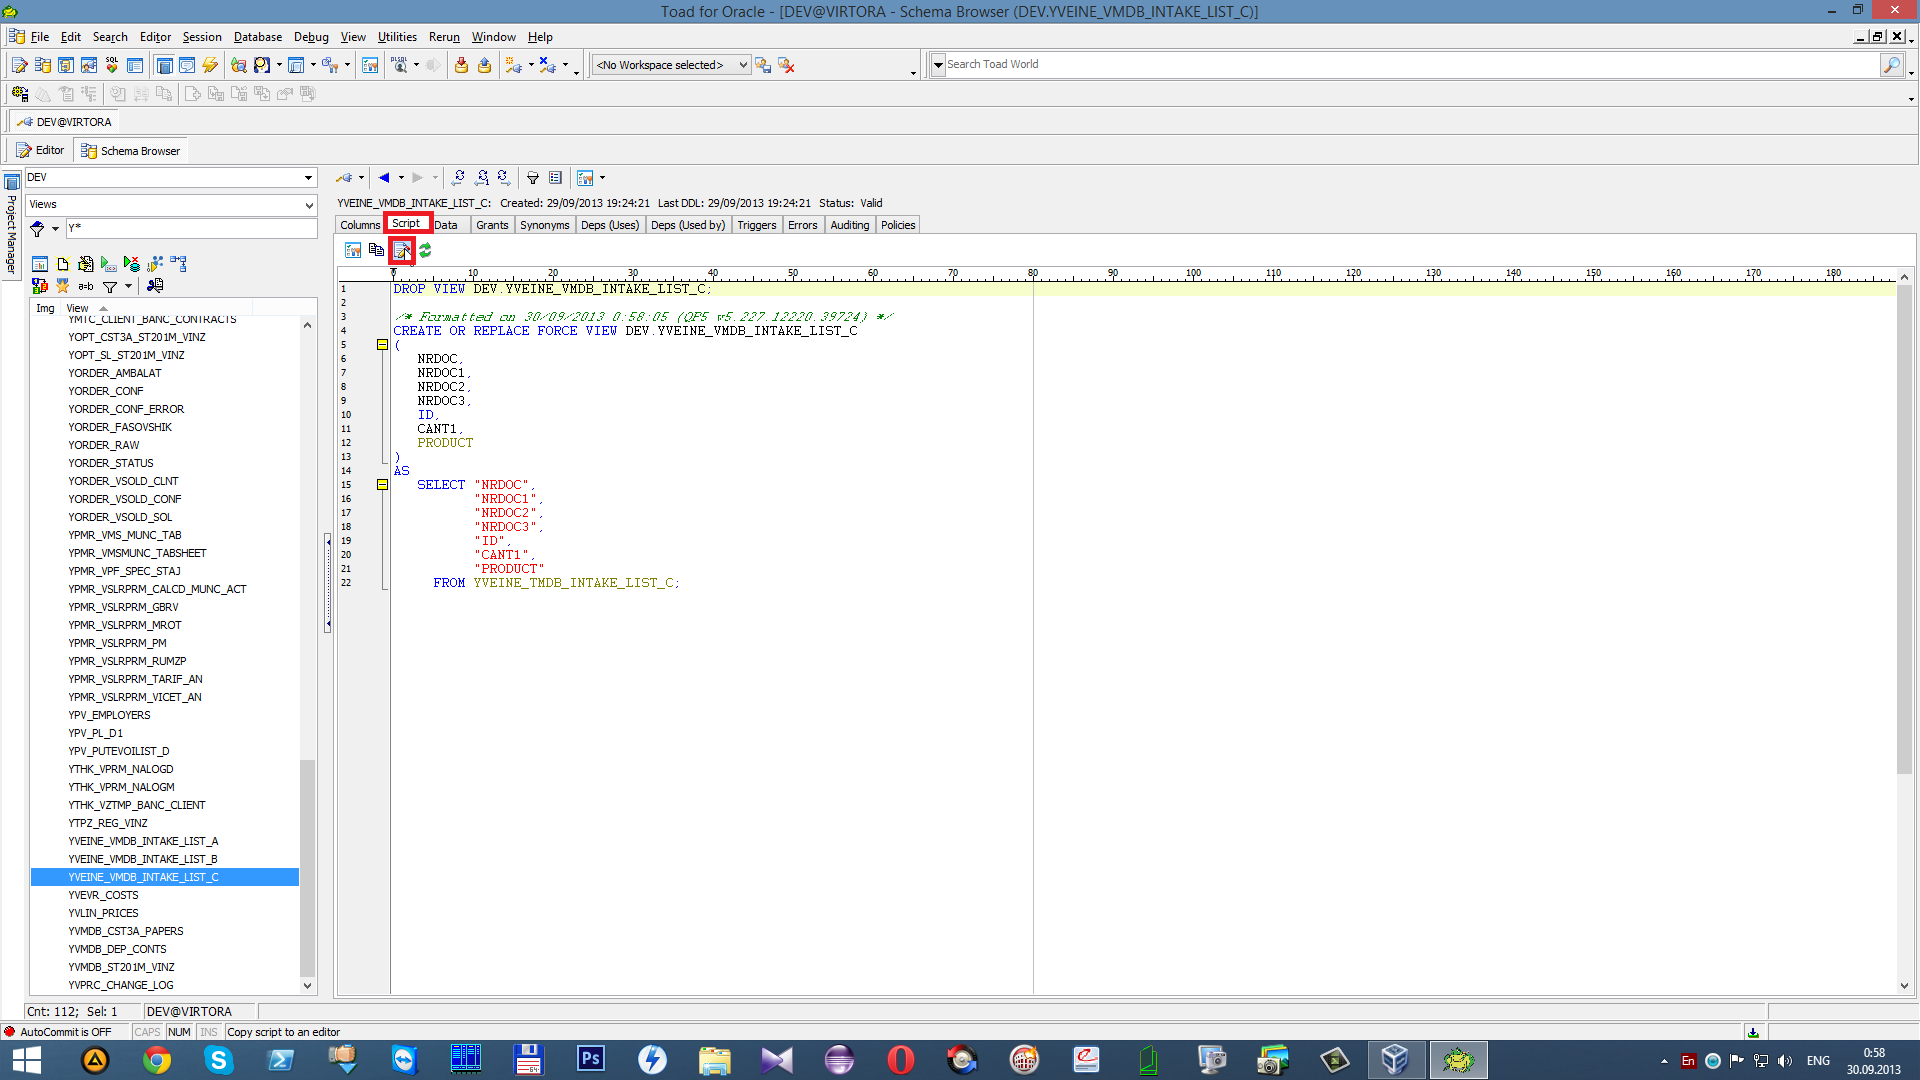 Toad for Oracle - [DEV@VIRTORA - Schema Browser (DEV.YVEINE_VMDB_INTAKE_LIST_C)]
File Edit Search Editor Session Database Debug View Utilities Rerun Window Help
SQL
<No Workspace selected>
Search Toad World
DEV@VIRTORA
Editor Schema Browser
Project Manager
DEV
Views
Y*
a=b
Img View
YMTC_CLIENT_BANC_CONTRACTS
YOPT_CST3A_ST201M_VINZ
YOPT_SL_ST201M_VINZ
YORDER_AMBALAT
YORDER_CONF
YORDER_CONF_ERROR
YORDER_FASOVSHIK
YORDER_RAW
YORDER_STATUS
YORDER_VSOLD_CLNT
YORDER_VSOLD_CONF
YORDER_VSOLD_SOL
YPMR_VMS_MUNC_TAB
YPMR_VMSMUNC_TABSHEET
YPMR_VPF_SPEC_STAJ
YPMR_VSLRPRM_CALCD_MUNC_ACT
YPMR_VSLRPRM_GBRV
YPMR_VSLRPRM_MROT
YPMR_VSLRPRM_PM
YPMR_VSLRPRM_RUMZP
YPMR_VSLRPRM_TARIF_AN
YPMR_VSLRPRM_VICET_AN
YPV_EMPLOYERS
YPV_PL_D1
YPV_PUTEVOILIST_D
YTHK_VPRM_NALOGD
YTHK_VPRM_NALOGM
YTHK_VZTMP_BANC_CLIENT
YTPZ_REG_VINZ
YVEINE_VMDB_INTAKE_LIST_A
YVEINE_VMDB_INTAKE_LIST_B
YVEINE_VMDB_INTAKE_LIST_C
YVEVR_COSTS
YVLIN_PRICES
YVMDB_CST3A_PAPERS
YVMDB_DEP_CONTS
YVMDB_ST201M_VINZ
YVPRC_CHANGE_LOG
YVEINE_VMDB_INTAKE_LIST_C: Created: 29/09/2013 19:24:21 Last DDL: 29/09/2013 19:24:21 Status: Valid
Columns Script Data Grants Synonyms Deps (Uses) Deps (Used by) Triggers Errors Auditing Policies
0 10 20 30 40 50 60 70 80 90 100 110 120 130 140 150 160 170 180
1 DROP VIEW DEV.YVEINE_VMDB_INTAKE_LIST_C;
2
3 /* Formatted on 30/09/2013 0:58:05 (QP5 v5.227.12220.39724) */
4 CREATE OR REPLACE FORCE VIEW DEV.YVEINE_VMDB_INTAKE_LIST_C
5 (
6 NRDOC,
7 NRDOC1,
8 NRDOC2,
9 NRDOC3,
10 ID,
11 CANT1,
12 PRODUCT
13 )
14 AS
15 SELECT "NRDOC",
16 "NRDOC1",
17 "NRDOC2",
18 "NRDOC3",
19 "ID",
20 "CANT1",
21 "PRODUCT"
22 FROM YVEINE_TMDB_INTAKE_LIST_C;
Cnt: 112; Sel: 1 DEV@VIRTORA
AutoCommit is OFF CAPS NUM INS Copy script to an editor
64 Ps En ENG 0:58
30.09.2013